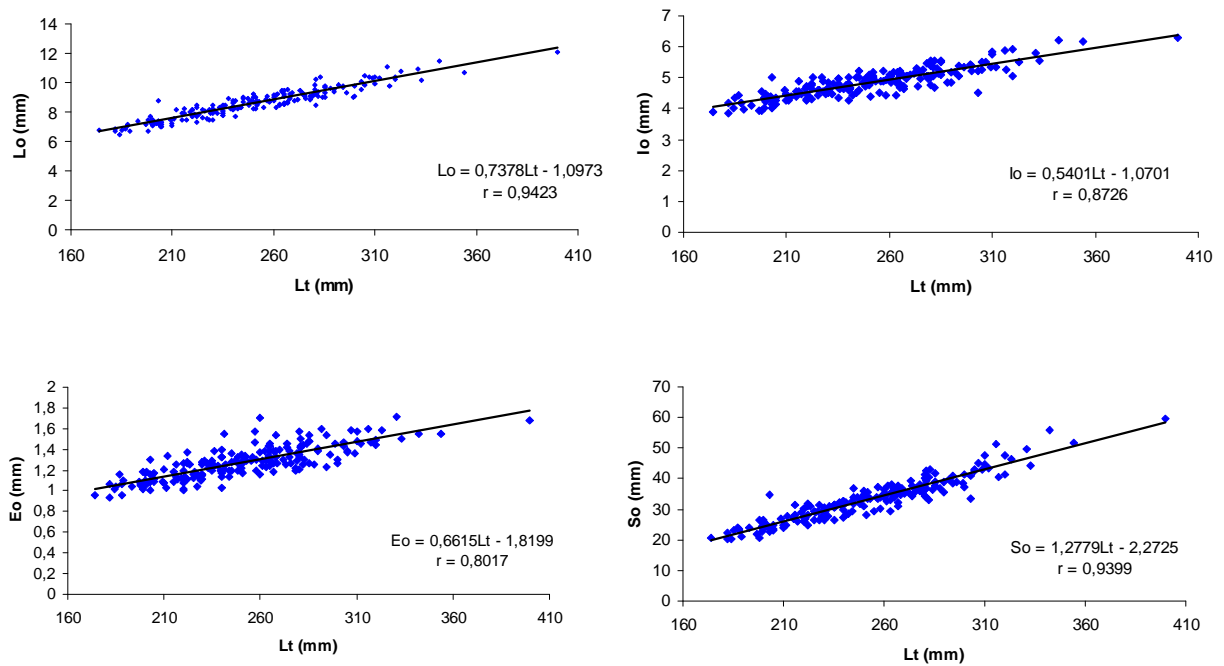 14
12
10
8
6
4
2
0
Lo (mm)
Lo = 0,7378Lt - 1,0973
r = 0,9423
160 210 260 310 360 410
Lt (mm)
7
6
5
4
3
2
1
0
Io (mm)
Io = 0,5401Lt - 1,0701
r = 0,8726
160 210 260 310 360 410
Lt (mm)
2
1,8
1,6
1,4
1,2
1
0,8
0,6
0,4
0,2
0
Eo (mm)
Eo = 0,6615Lt - 1,8199
r = 0,8017
160 210 260 310 360 410
Lt (mm)
70
60
50
40
30
20
10
0
So (mm)
So = 1,2779Lt - 2,2725
r = 0,9399
160 210 260 310 360 410
Lt (mm)